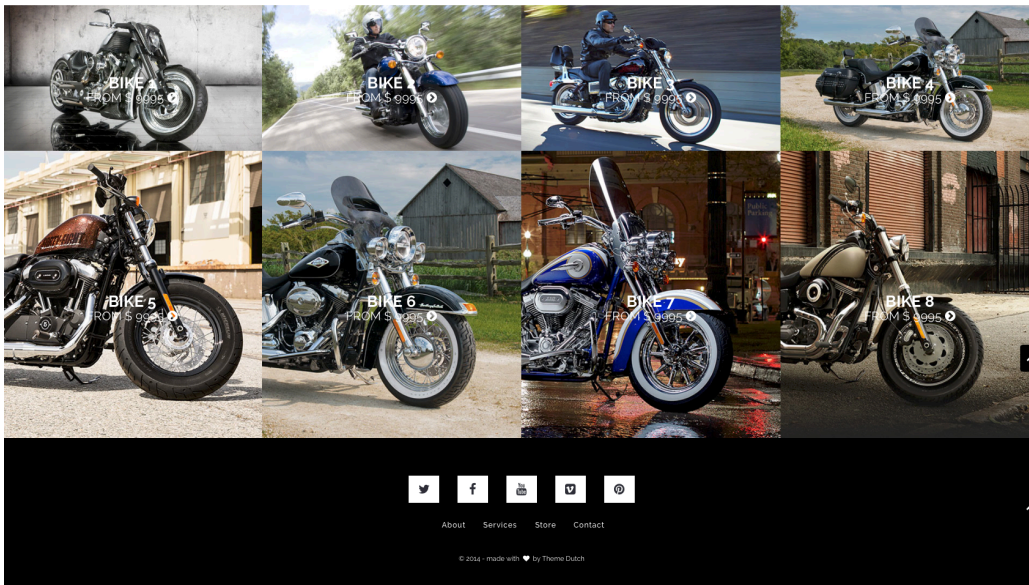 BIKE 1
FROM $ 9995
BIKE 2
FROM $ 9995
BIKE 3
FROM $ 9995
BIKE 4
FROM $ 9995
BIKE 5
FROM $ 9995
BIKE 6
FROM $ 9995
BIKE 7
FROM $ 9995
BIKE 8
FROM $ 9995
You
Tube
About
Services
Store
Contact
© 2014 - made with ♥ by Theme Dutch